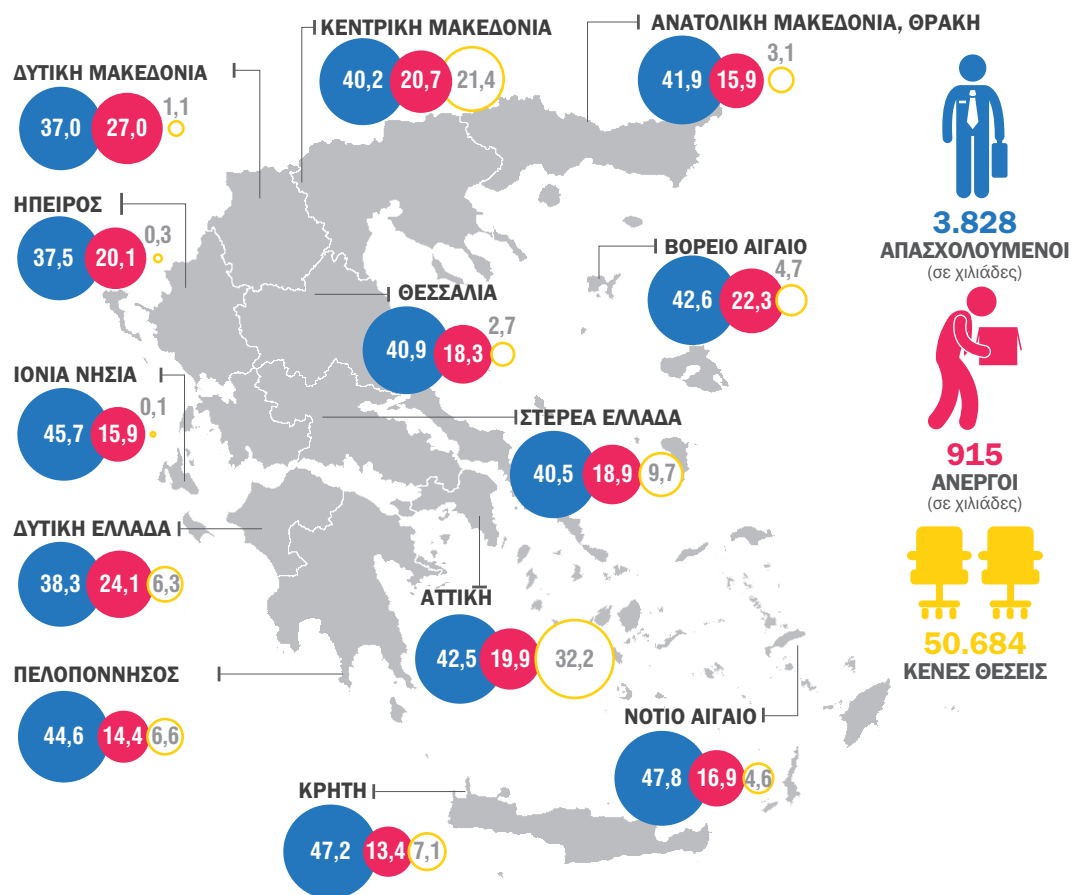 ΚΕΝΤΡΙΚΗ ΜΑΚΕΔΟΝΙΑ
40,2 20,7 21,4
ΑΝΑΤΟΛΙΚΗ ΜΑΚΕΔΟΝΙΑ, ΘΡΑΚΗ
41,9 15,9 3,1
ΔΥΤΙΚΗ ΜΑΚΕΔΟΝΙΑ
37,0 27,0 1,1
ΗΠΕΙΡΟΣ
37,5 20,1 0,3
ΒΟΡΕΙΟ ΑΙΓΑΙΟ
42,6 22,3 4,7
ΘΕΣΣΑΛΙΑ
40,9 18,3 2,7
ΙΟΝΙΑ ΝΗΣΙΑ
45,7 15,9 0,1
ΣΤΕΡΕΑ ΕΛΛΑΔΑ
40,5 18,9 9,7
ΔΥΤΙΚΗ ΕΛΛΑΔΑ
38,3 24,1 6,3
ΑΤΤΙΚΗ
42,5 19,9 32,2
ΠΕΛΟΠΟΝΝΗΣΟΣ
44,6 14,4 6,6
ΝΟΤΙΟ ΑΙΓΑΙΟ
47,8 16,9 4,6
ΚΡΗΤΗ
47,2 13,4 7,1
3.828
ΑΠΑΣΧΟΛΟΥΜΕΝΟΙ
(σε χιλιάδες)
915
ΑΝΕΡΓΟΙ
(σε χιλιάδες)
50.684
ΚΕΝΕΣ ΘΕΣΕΙΣ